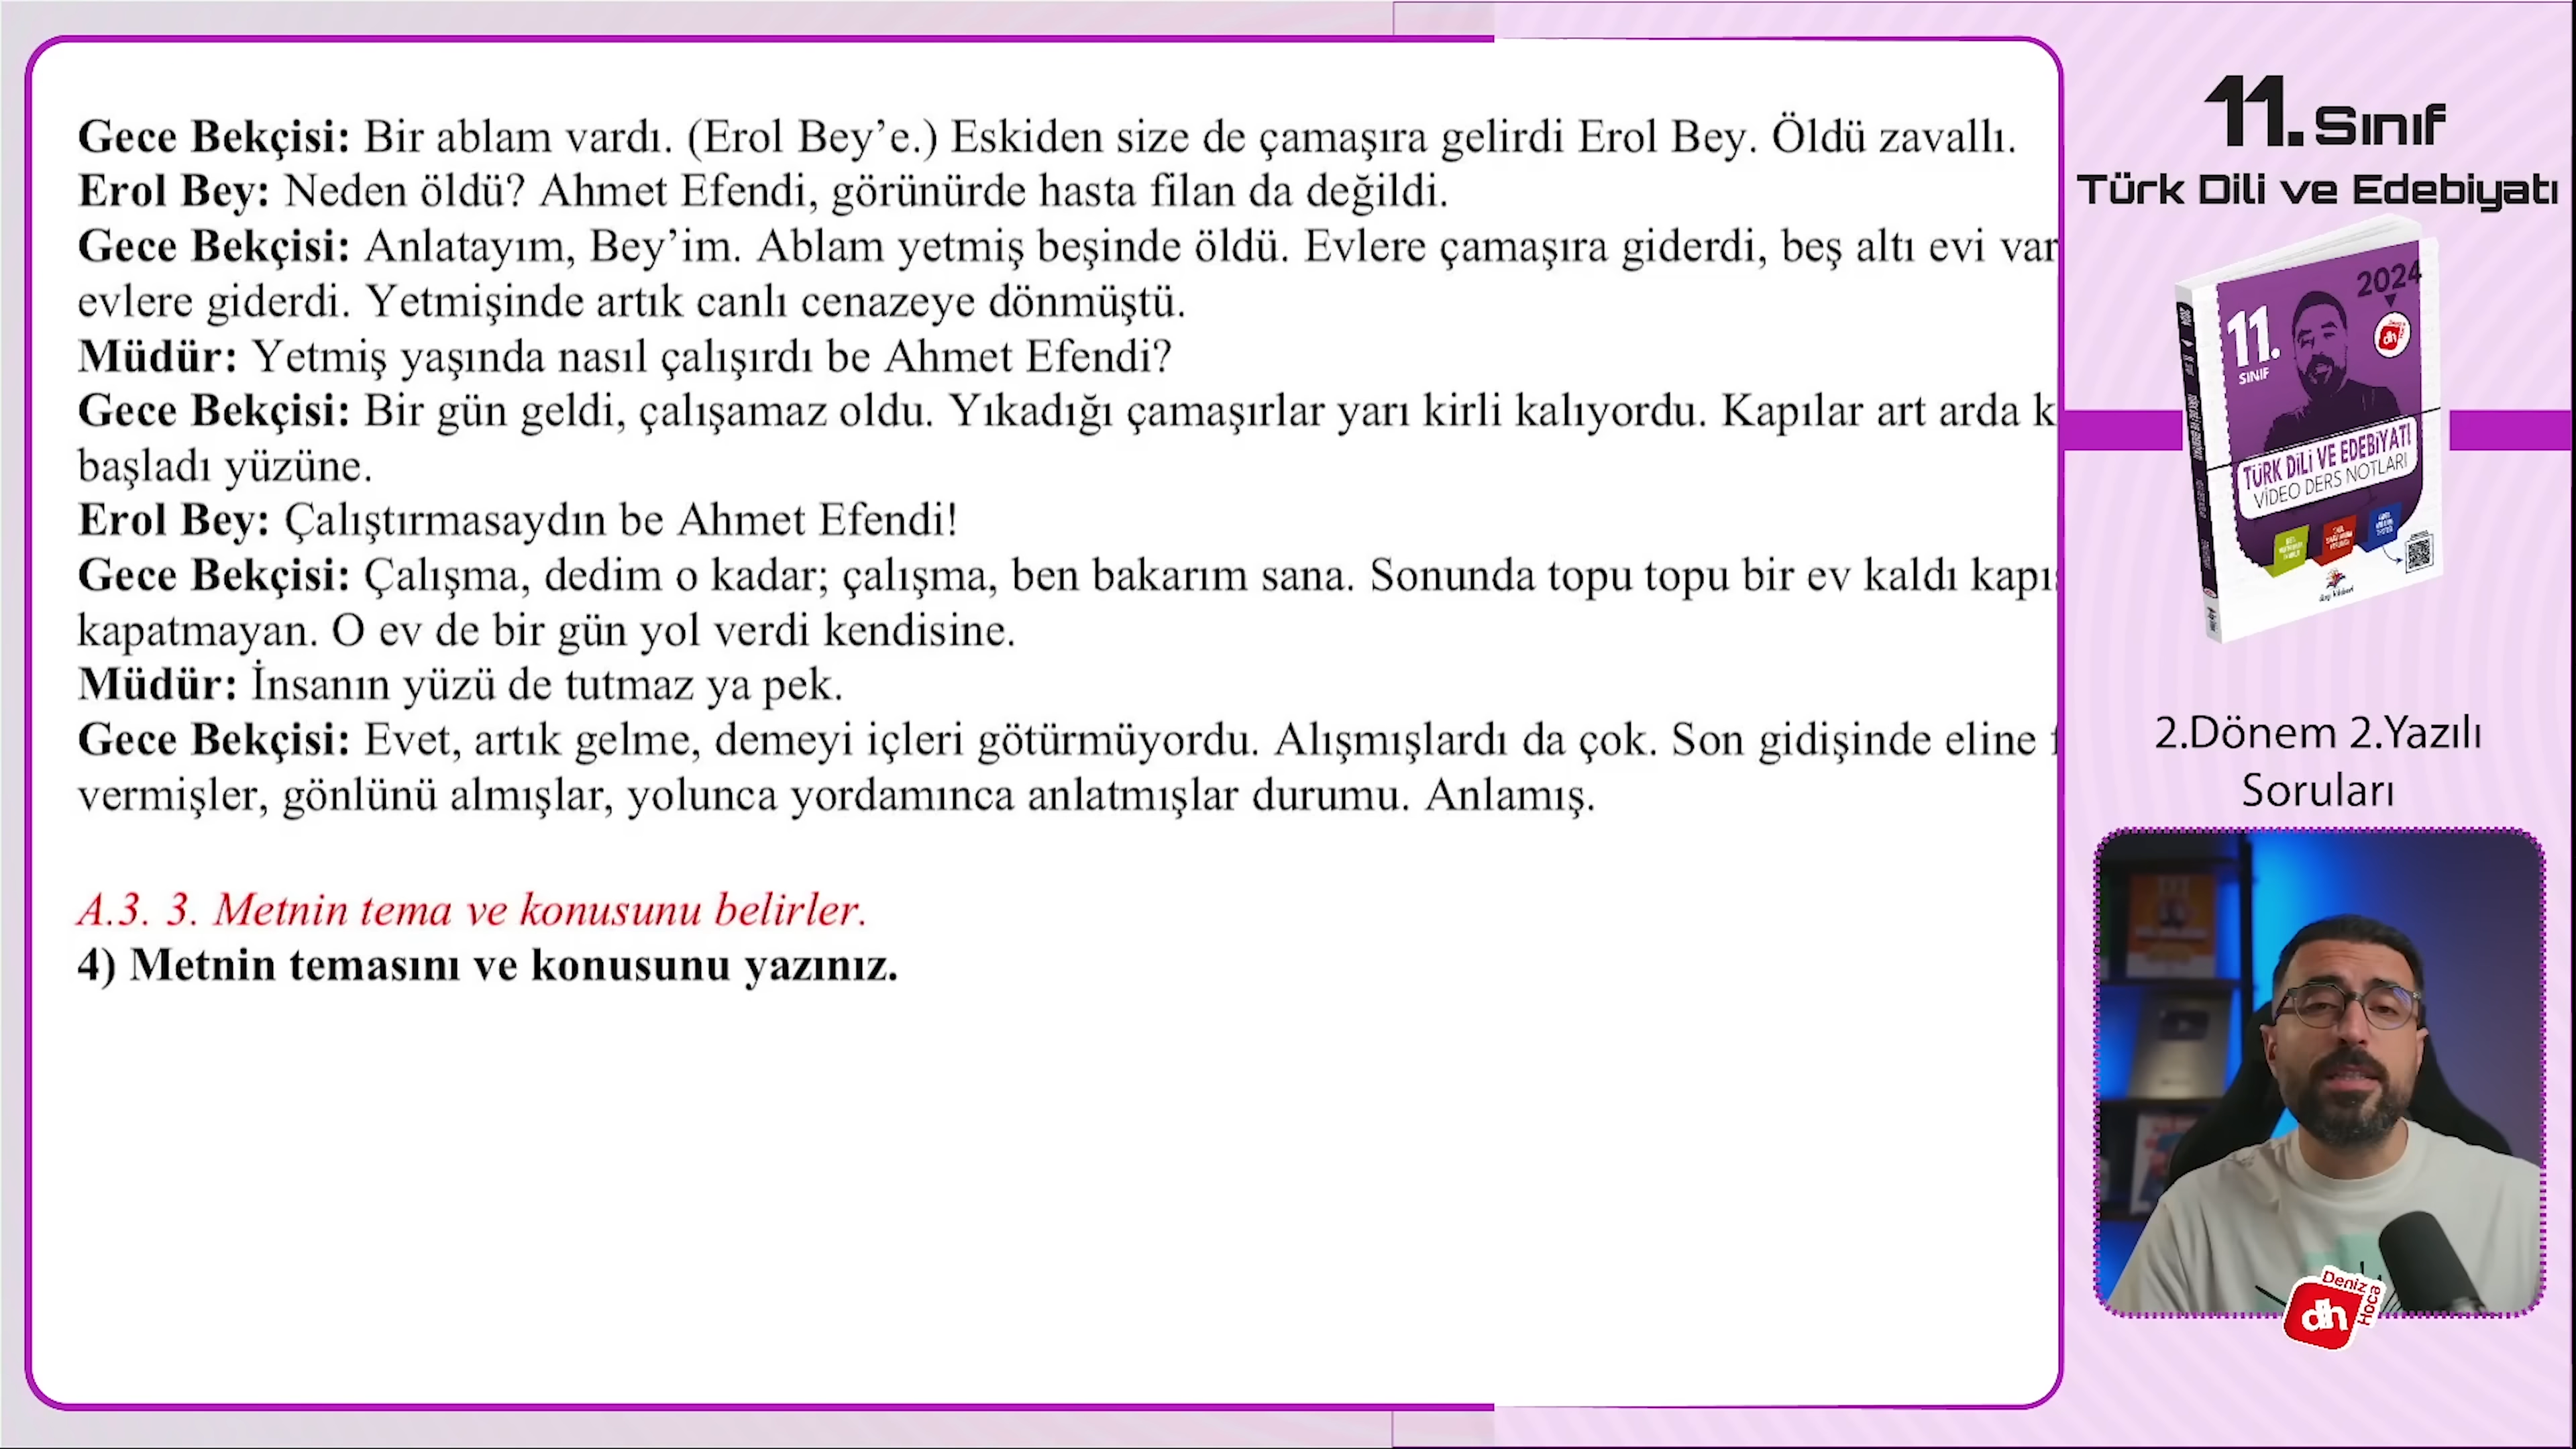 Gece Bekçisi: Bir ablam vardı. (Erol Bey’e.) Eskiden size de çamaşıra gelirdi Erol Bey. Öldü zavallı.
Erol Bey: Neden öldü? Ahmet Efendi, görünürde hasta filan da değildi.
Gece Bekçisi: Anlatayım, Bey’im. Ablam yetmiş beşinde öldü. Evlere çamaşıra giderdi, beş altı evi var
evlere giderdi. Yetmişinde artık canlı cenazeye dönmüştü.
Müdür: Yetmiş yaşında nasıl çalışırdı be Ahmet Efendi?
Gece Bekçisi: Bir gün geldi, çalışamaz oldu. Yıkadığı çamaşırlar yarı kirli kalıyordu. Kapılar art arda k
başladı yüzüne.
Erol Bey: Çalıştırmasaydın be Ahmet Efendi!
Gece Bekçisi: Çalışma, dedim o kadar; çalışma, ben bakarım sana. Sonunda topu topu bir ev kaldı kapı
kapatmayan. O ev de bir gün yol verdi kendisine.
Müdür: İnsanın yüzü de tutmaz ya pek.
Gece Bekçisi: Evet, artık gelme, demeyi içleri götürmüyordu. Alışmışlardı da çok. Son gidişinde eline
vermişler, gönlünü almışlar, yolunca yordamınca anlatmışlar durumu. Anlamış.
A.3. 3. Metnin tema ve konusunu belirler.
4) Metnin temasını ve konusunu yazınız.
11. Sınıf
Türk Dili ve Edebiyatı
2024
11.
SINIF
TÜRK DİLİ VE EDEBİYATI
VİDEO DERS NOTLARI
2.Dönem 2.Yazılı
Soruları
Deniz
Hoca
dh